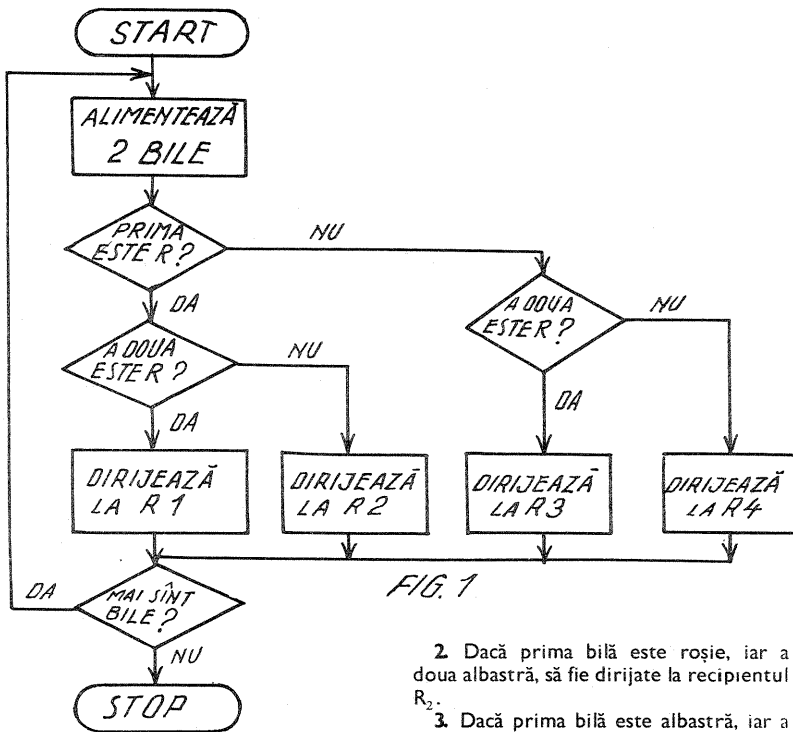 START
ALIMENTEAZĂ
2 BILE
PRIMA
ESTE R?
NU
DA
A DOUA
ESTE R?
NU
DA
A DOUA
ESTE R?
NU
DA
DIRIJEAZĂ
LA R1
DIRIJEAZĂ
LA R2
DIRIJEAZĂ
LA R3
DIRIJEAZĂ
LA R4
FIG. 1
MAI SÎNT
BILE?
DA
NU
STOP
2. Dacă prima bilă este roșie, iar a
doua albastră, să fie dirijate la recipientul
R₂.
3. Dacă prima bilă este albastră, iar a